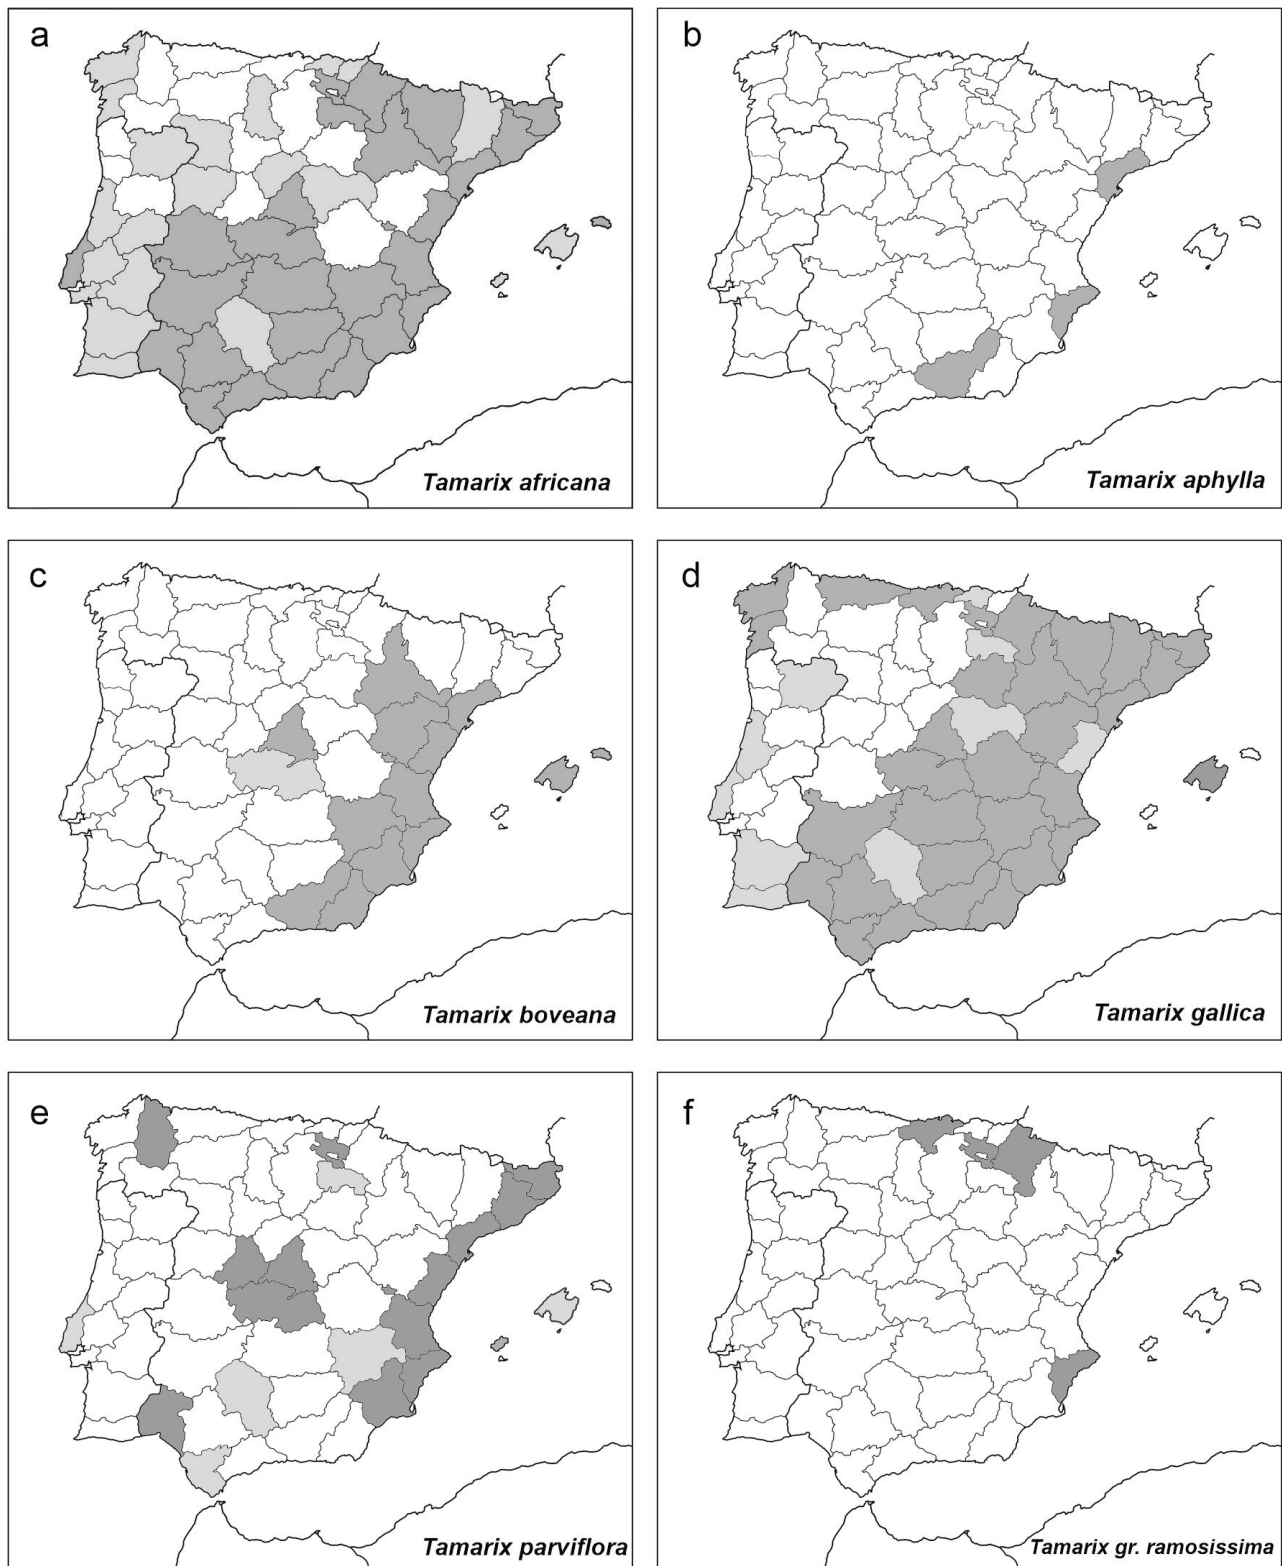 a
Tamarix africana
b
Tamarix aphylla
c
Tamarix boveana
d
Tamarix gallica
e
Tamarix parviflora
f
Tamarix gr. ramosissima